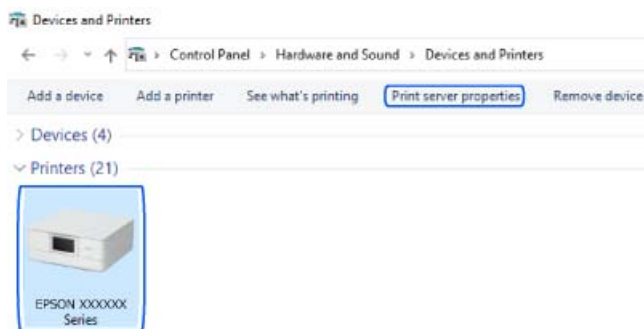 Devices and Printers
Control Panel > Hardware and Sound > Devices and Printers
Add a device Add a printer See what's printing Print server properties Remove device
Devices (4)
Printers (21)
EPSON XXXXXX
Series